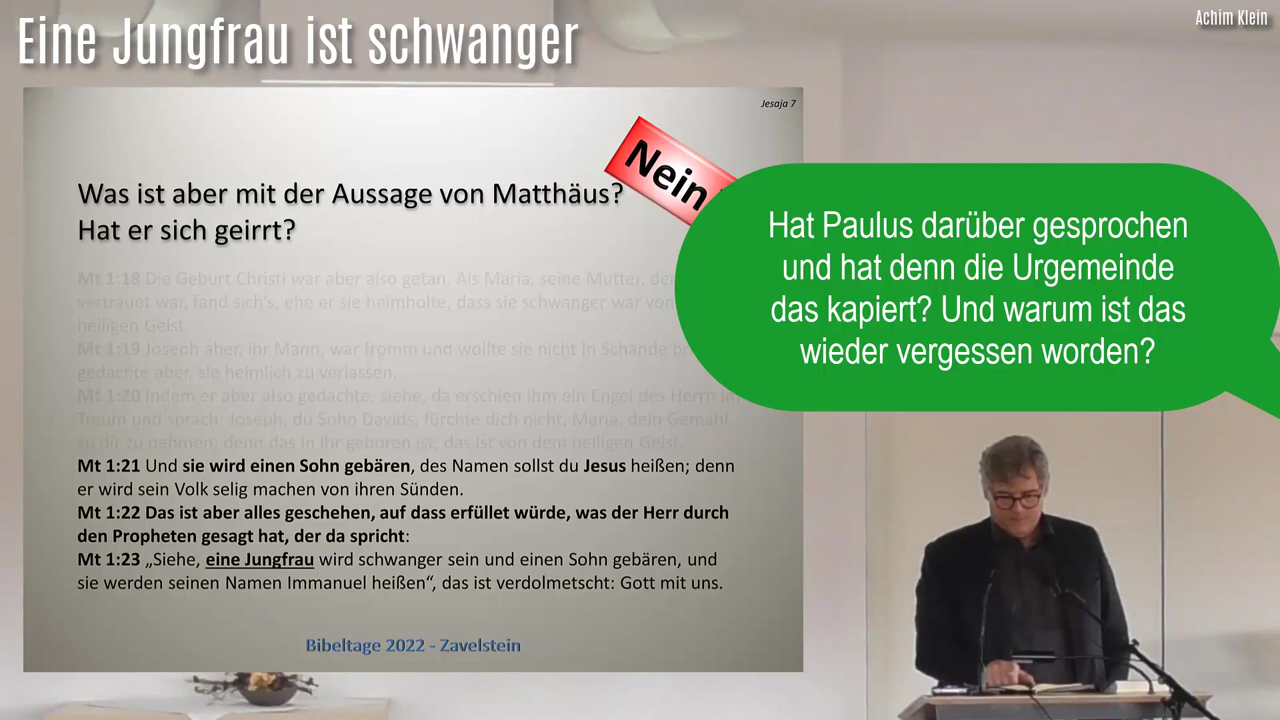 Eine Jungfrau ist schwanger
Achim Klein
Jesaja 7
Nein
Was ist aber mit der Aussage von Matthäus?
Hat er sich geirrt?
Mt 1:18 Die Geburt Christi war aber also getan. Als Maria, seine Mutter,
vertrauet war, fand sich's, ehe er sie heimholte, dass sie schwanger war von
heiligen Geist.
Mt 1:19 Joseph aber, ihr Mann, war fromm und wollte sie nicht in Schande
gedachte aber, sie heimlich zu verlassen.
Mt 1:20 Indem er aber also gedachte, siehe, da erschien ihm ein Engel des Herrn im
Traum und sprach: Joseph, du Sohn Davids, fürchte dich nicht, Maria, dein Gemahl,
zu dir zu nehmen; denn das in ihr geboren ist, das ist von dem heiligen Geist.
Mt 1:21 Und sie wird einen Sohn gebären, des Namen sollst du Jesus heißen; denn
er wird sein Volk selig machen von ihren Sünden.
Mt 1:22 Das ist aber alles geschehen, auf dass erfüllet würde, was der Herr durch
den Propheten gesagt hat, der da spricht:
Mt 1:23 „Siehe, eine Jungfrau wird schwanger sein und einen Sohn gebären, und
sie werden seinen Namen Immanuel heißen“, das ist verdolmetscht: Gott mit uns.
Bibeltage 2022 - Zavelstein
Hat Paulus darüber gesprochen
und hat denn die Urgemeinde
das kapiert? Und warum ist das
wieder vergessen worden?